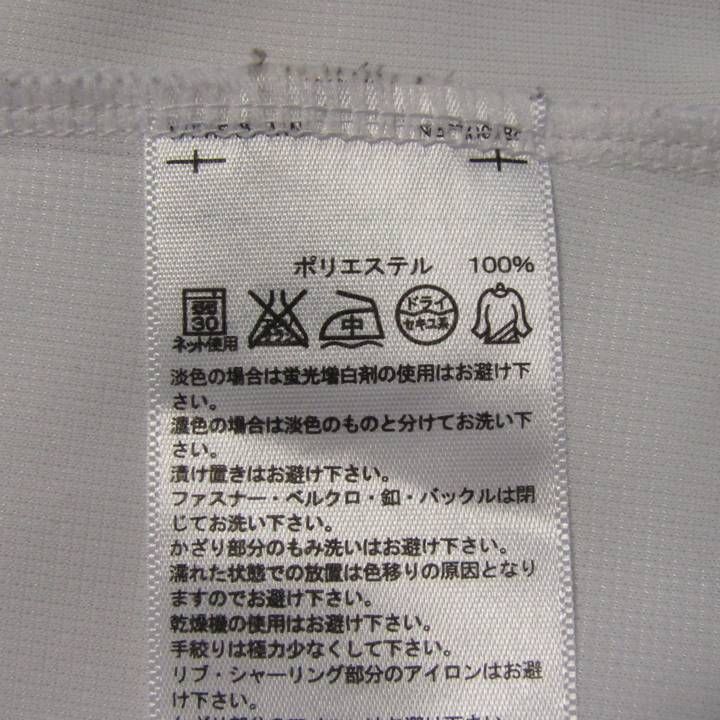 ポリエステル 100%
弱
30
ネット使用
エンソ
サラシ
中
ドライ
セキユ系
淡色の場合は蛍光増白剤の使用はお避け下
さい。
濃色の場合は淡色のものと分けてお洗い下
さい。
漬け置きはお避け下さい。
ファスナー・ベルクロ・釦・バックルは閉
じてお洗い下さい。
かざり部分のもみ洗いはお避け下さい。
濡れた状態での放置は色移りの原因となり
ますのでお避け下さい。
乾燥機の使用はお避け下さい。
手絞りは極力少なくして下さい。
リブ・シャーリング部分のアイロンはお避
け下さい。